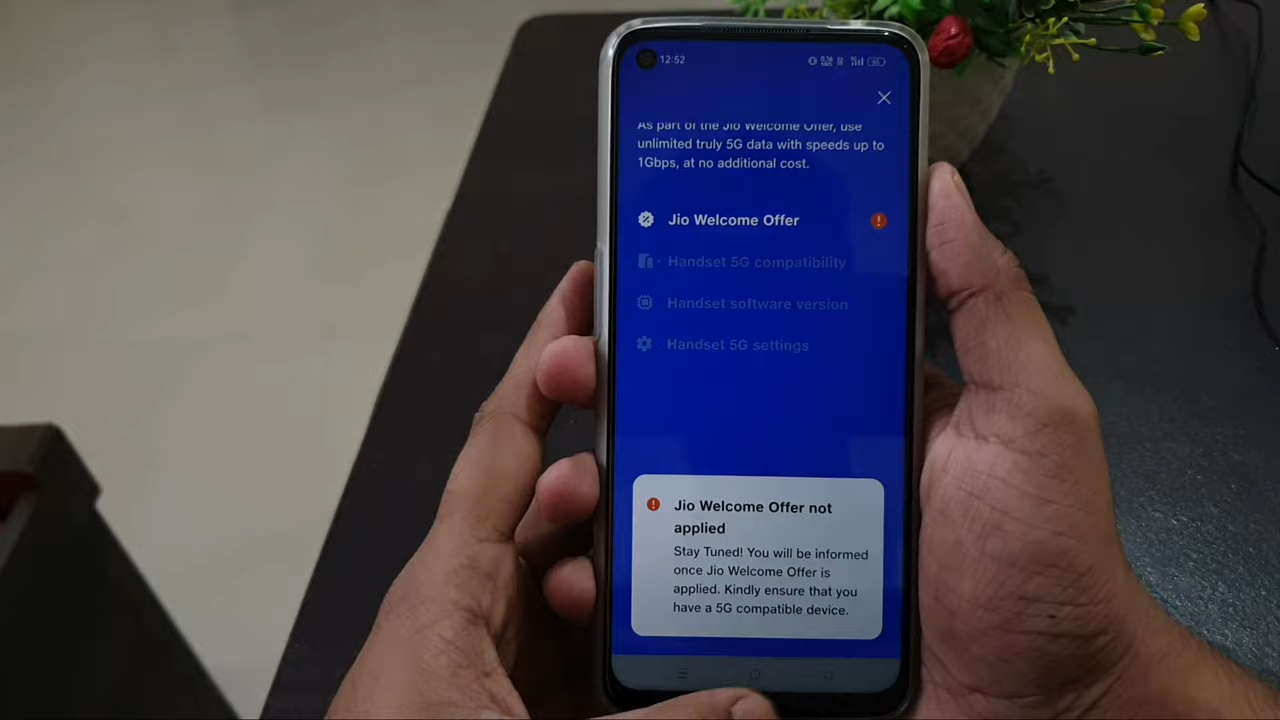 12:52
As part of the Jio Welcome Offer, use
unlimited truly 5G data with speeds up to
1Gbps, at no additional cost.
Jio Welcome Offer
Handset 5G compatibility
Handset software version
Handset 5G settings
Jio Welcome Offer not
applied
Stay Tuned! You will be informed
once Jio Welcome Offer is
applied. Kindly ensure that you
have a 5G compatible device.